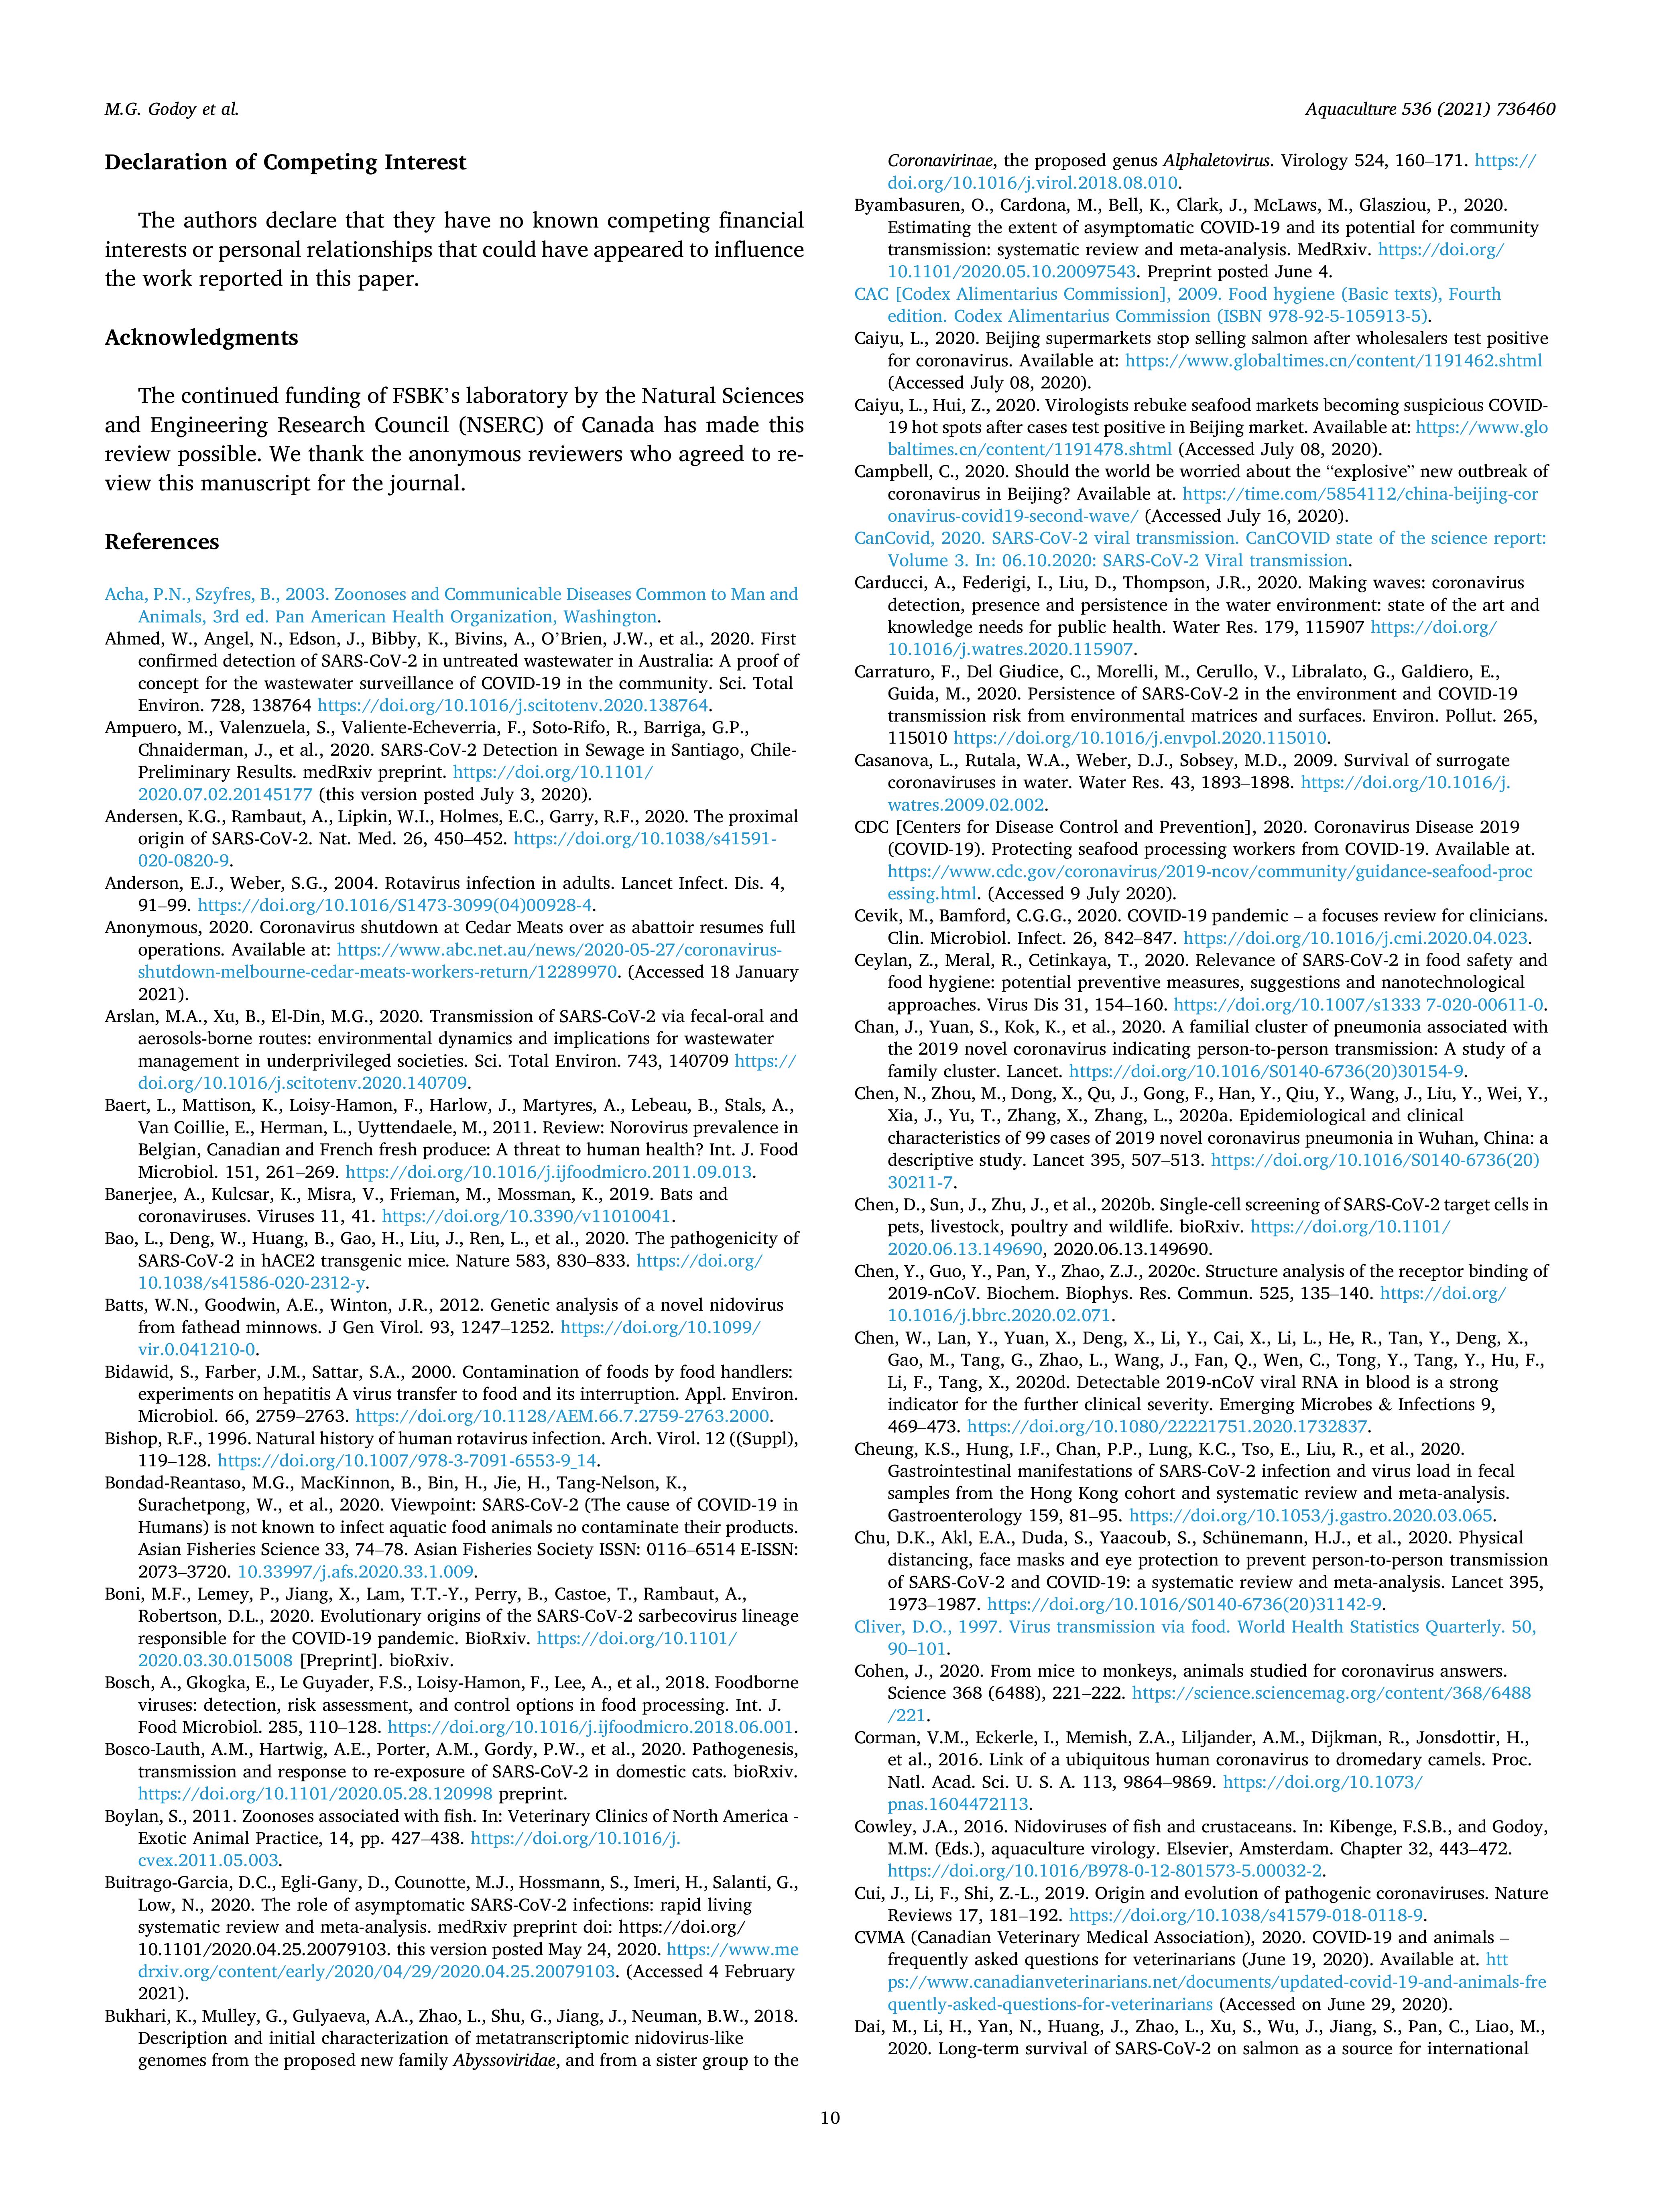 M.G. Godoy et al.
Aquaculture 536 (2021) 736460
Declaration of Competing Interest
The authors declare that they have no known competing financial
interests or personal relationships that could have appeared to influence
the work reported in this paper.
Acknowledgments
The continued funding of FSBK’s laboratory by the Natural Sciences
and Engineering Research Council (NSERC) of Canada has made this
review possible. We thank the anonymous reviewers who agreed to re-
view this manuscript for the journal.
References
Acha, P.N., Szyfres, B., 2003. Zoonoses and Communicable Diseases Common to Man and
Animals, 3rd ed. Pan American Health Organization, Washington.
Ahmed, W., Angel, N., Edson, J., Bibby, K., Bivins, A., O’Brien, J.W., et al., 2020. First
confirmed detection of SARS-CoV-2 in untreated wastewater in Australia: A proof of
concept for the wastewater surveillance of COVID-19 in the community. Sci. Total
Environ. 728, 138764 https://doi.org/10.1016/j.scitotenv.2020.138764.
Ampuero, M., Valenzuela, S., Valiente-Echeverria, F., Soto-Rifo, R., Barriga, G.P.,
Chnaiderman, J., et al., 2020. SARS-CoV-2 Detection in Sewage in Santiago, Chile-
Preliminary Results. medRxiv preprint. https://doi.org/10.1101/
2020.07.02.20145177 (this version posted July 3, 2020).
Andersen, K.G., Rambaut, A., Lipkin, W.I., Holmes, E.C., Garry, R.F., 2020. The proximal
origin of SARS-CoV-2. Nat. Med. 26, 450–452. https://doi.org/10.1038/s41591-
020-0820-9.
Anderson, E.J., Weber, S.G., 2004. Rotavirus infection in adults. Lancet Infect. Dis. 4,
91–99. https://doi.org/10.1016/S1473-3099(04)00928-4.
Anonymous, 2020. Coronavirus shutdown at Cedar Meats over as abattoir resumes full
operations. Available at: https://www.abc.net.au/news/2020-05-27/coronavirus-
shutdown-melbourne-cedar-meats-workers-return/12289970. (Accessed 18 January
2021).
Arslan, M.A., Xu, B., El-Din, M.G., 2020. Transmission of SARS-CoV-2 via fecal-oral and
aerosols-borne routes: environmental dynamics and implications for wastewater
management in underprivileged societies. Sci. Total Environ. 743, 140709 https://
doi.org/10.1016/j.scitotenv.2020.140709.
Baert, L., Mattison, K., Loisy-Hamon, F., Harlow, J., Martyres, A., Lebeau, B., Stals, A.,
Van Coillie, E., Herman, L., Uyttendaele, M., 2011. Review: Norovirus prevalence in
Belgian, Canadian and French fresh produce: A threat to human health? Int. J. Food
Microbiol. 151, 261–269. https://doi.org/10.1016/j.ijfoodmicro.2011.09.013.
Banerjee, A., Kulcsar, K., Misra, V., Frieman, M., Mossman, K., 2019. Bats and
coronaviruses. Viruses 11, 41. https://doi.org/10.3390/v11010041.
Bao, L., Deng, W., Huang, B., Gao, H., Liu, J., Ren, L., et al., 2020. The pathogenicity of
SARS-CoV-2 in hACE2 transgenic mice. Nature 583, 830–833. https://doi.org/
10.1038/s41586-020-2312-y.
Batts, W.N., Goodwin, A.E., Winton, J.R., 2012. Genetic analysis of a novel nidovirus
from fathead minnows. J Gen Virol. 93, 1247–1252. https://doi.org/10.1099/
vir.0.041210-0.
Bidawid, S., Farber, J.M., Sattar, S.A., 2000. Contamination of foods by food handlers:
experiments on hepatitis A virus transfer to food and its interruption. Appl. Environ.
Microbiol. 66, 2759–2763. https://doi.org/10.1128/AEM.66.7.2759-2763.2000.
Bishop, R.F., 1996. Natural history of human rotavirus infection. Arch. Virol. 12 ((Suppl),
119–128. https://doi.org/10.1007/978-3-7091-6553-9_14.
Bondad-Reantaso, M.G., MacKinnon, B., Bin, H., Jie, H., Tang-Nelson, K.,
Surachetpong, W., et al., 2020. Viewpoint: SARS-CoV-2 (The cause of COVID-19 in
Humans) is not known to infect aquatic food animals no contaminate their products.
Asian Fisheries Science 33, 74–78. Asian Fisheries Society ISSN: 0116–6514 E-ISSN:
2073–3720. 10.33997/j.afs.2020.33.1.009.
Boni, M.F., Lemey, P., Jiang, X., Lam, T.T.-Y., Perry, B., Castoe, T., Rambaut, A.,
Robertson, D.L., 2020. Evolutionary origins of the SARS-CoV-2 sarbecovirus lineage
responsible for the COVID-19 pandemic. BioRxiv. https://doi.org/10.1101/
2020.03.30.015008 [Preprint]. bioRxiv.
Bosch, A., Gkogka, E., Le Guyader, F.S., Loisy-Hamon, F., Lee, A., et al., 2018. Foodborne
viruses: detection, risk assessment, and control options in food processing. Int. J.
Food Microbiol. 285, 110–128. https://doi.org/10.1016/j.ijfoodmicro.2018.06.001.
Bosco-Lauth, A.M., Hartwig, A.E., Porter, A.M., Gordy, P.W., et al., 2020. Pathogenesis,
transmission and response to re-exposure of SARS-CoV-2 in domestic cats. bioRxiv.
https://doi.org/10.1101/2020.05.28.120998 preprint.
Boylan, S., 2011. Zoonoses associated with fish. In: Veterinary Clinics of North America -
Exotic Animal Practice, 14, pp. 427–438. https://doi.org/10.1016/j.
cvex.2011.05.003.
Buitrago-Garcia, D.C., Egli-Gany, D., Counotte, M.J., Hossmann, S., Imeri, H., Salanti, G.,
Low, N., 2020. The role of asymptomatic SARS-CoV-2 infections: rapid living
systematic review and meta-analysis. medRxiv preprint doi: https://doi.org/
10.1101/2020.04.25.20079103. this version posted May 24, 2020. https://www.me
drxiv.org/content/early/2020/04/29/2020.04.25.20079103. (Accessed 4 February
2021).
Bukhari, K., Mulley, G., Gulyaeva, A.A., Zhao, L., Shu, G., Jiang, J., Neuman, B.W., 2018.
Description and initial characterization of metatranscriptomic nidovirus-like
genomes from the proposed new family Abyssoviridae, and from a sister group to the
Coronavirinae, the proposed genus Alphaletovirus. Virology 524, 160–171. https://
doi.org/10.1016/j.virol.2018.08.010.
Byambasuren, O., Cardona, M., Bell, K., Clark, J., McLaws, M., Glasziou, P., 2020.
Estimating the extent of asymptomatic COVID-19 and its potential for community
transmission: systematic review and meta-analysis. MedRxiv. https://doi.org/
10.1101/2020.05.10.20097543. Preprint posted June 4.
CAC [Codex Alimentarius Commission], 2009. Food hygiene (Basic texts), Fourth
edition. Codex Alimentarius Commission (ISBN 978-92-5-105913-5).
Caiyu, L., 2020. Beijing supermarkets stop selling salmon after wholesalers test positive
for coronavirus. Available at: https://www.globaltimes.cn/content/1191462.shtml
(Accessed July 08, 2020).
Caiyu, L., Hui, Z., 2020. Virologists rebuke seafood markets becoming suspicious COVID-
19 hot spots after cases test positive in Beijing market. Available at: https://www.glo
baltimes.cn/content/1191478.shtml (Accessed July 08, 2020).
Campbell, C., 2020. Should the world be worried about the “explosive” new outbreak of
coronavirus in Beijing? Available at. https://time.com/5854112/china-beijing-cor
onavirus-covid19-second-wave/ (Accessed July 16, 2020).
CanCovid, 2020. SARS-CoV-2 viral transmission. CanCOVID state of the science report:
Volume 3. In: 06.10.2020: SARS-CoV-2 Viral transmission.
Carducci, A., Federigi, I., Liu, D., Thompson, J.R., 2020. Making waves: coronavirus
detection, presence and persistence in the water environment: state of the art and
knowledge needs for public health. Water Res. 179, 115907 https://doi.org/
10.1016/j.watres.2020.115907.
Carraturo, F., Del Giudice, C., Morelli, M., Cerullo, V., Libralato, G., Galdiero, E.,
Guida, M., 2020. Persistence of SARS-CoV-2 in the environment and COVID-19
transmission risk from environmental matrices and surfaces. Environ. Pollut. 265,
115010 https://doi.org/10.1016/j.envpol.2020.115010.
Casanova, L., Rutala, W.A., Weber, D.J., Sobsey, M.D., 2009. Survival of surrogate
coronaviruses in water. Water Res. 43, 1893–1898. https://doi.org/10.1016/j.
watres.2009.02.002.
CDC [Centers for Disease Control and Prevention], 2020. Coronavirus Disease 2019
(COVID-19). Protecting seafood processing workers from COVID-19. Available at.
https://www.cdc.gov/coronavirus/2019-ncov/community/guidance-seafood-proc
essing.html. (Accessed 9 July 2020).
Cevik, M., Bamford, C.G.G., 2020. COVID-19 pandemic – a focuses review for clinicians.
Clin. Microbiol. Infect. 26, 842–847. https://doi.org/10.1016/j.cmi.2020.04.023.
Ceylan, Z., Meral, R., Cetinkaya, T., 2020. Relevance of SARS-CoV-2 in food safety and
food hygiene: potential preventive measures, suggestions and nanotechnological
approaches. Virus Dis 31, 154–160. https://doi.org/10.1007/s1333 7-020-00611-0.
Chan, J., Yuan, S., Kok, K., et al., 2020. A familial cluster of pneumonia associated with
the 2019 novel coronavirus indicating person-to-person transmission: A study of a
family cluster. Lancet. https://doi.org/10.1016/S0140-6736(20)30154-9.
Chen, N., Zhou, M., Dong, X., Qu, J., Gong, F., Han, Y., Qiu, Y., Wang, J., Liu, Y., Wei, Y.,
Xia, J., Yu, T., Zhang, X., Zhang, L., 2020a. Epidemiological and clinical
characteristics of 99 cases of 2019 novel coronavirus pneumonia in Wuhan, China: a
descriptive study. Lancet 395, 507–513. https://doi.org/10.1016/S0140-6736(20)
30211-7.
Chen, D., Sun, J., Zhu, J., et al., 2020b. Single-cell screening of SARS-CoV-2 target cells in
pets, livestock, poultry and wildlife. bioRxiv. https://doi.org/10.1101/
2020.06.13.149690, 2020.06.13.149690.
Chen, Y., Guo, Y., Pan, Y., Zhao, Z.J., 2020c. Structure analysis of the receptor binding of
2019-nCoV. Biochem. Biophys. Res. Commun. 525, 135–140. https://doi.org/
10.1016/j.bbrc.2020.02.071.
Chen, W., Lan, Y., Yuan, X., Deng, X., Li, Y., Cai, X., Li, L., He, R., Tan, Y., Deng, X.,
Gao, M., Tang, G., Zhao, L., Wang, J., Fan, Q., Wen, C., Tong, Y., Tang, Y., Hu, F.,
Li, F., Tang, X., 2020d. Detectable 2019-nCoV viral RNA in blood is a strong
indicator for the further clinical severity. Emerging Microbes & Infections 9,
469–473. https://doi.org/10.1080/22221751.2020.1732837.
Cheung, K.S., Hung, I.F., Chan, P.P., Lung, K.C., Tso, E., Liu, R., et al., 2020.
Gastrointestinal manifestations of SARS-CoV-2 infection and virus load in fecal
samples from the Hong Kong cohort and systematic review and meta-analysis.
Gastroenterology 159, 81–95. https://doi.org/10.1053/j.gastro.2020.03.065.
Chu, D.K., Akl, E.A., Duda, S., Yaacoub, S., Schünemann, H.J., et al., 2020. Physical
distancing, face masks and eye protection to prevent person-to-person transmission
of SARS-CoV-2 and COVID-19: a systematic review and meta-analysis. Lancet 395,
1973–1987. https://doi.org/10.1016/S0140-6736(20)31142-9.
Cliver, D.O., 1997. Virus transmission via food. World Health Statistics Quarterly. 50,
90–101.
Cohen, J., 2020. From mice to monkeys, animals studied for coronavirus answers.
Science 368 (6488), 221–222. https://science.sciencemag.org/content/368/6488
/221.
Corman, V.M., Eckerle, I., Memish, Z.A., Liljander, A.M., Dijkman, R., Jonsdottir, H.,
et al., 2016. Link of a ubiquitous human coronavirus to dromedary camels. Proc.
Natl. Acad. Sci. U. S. A. 113, 9864–9869. https://doi.org/10.1073/
pnas.1604472113.
Cowley, J.A., 2016. Nidoviruses of fish and crustaceans. In: Kibenge, F.S.B., and Godoy,
M.M. (Eds.), aquaculture virology. Elsevier, Amsterdam. Chapter 32, 443–472.
https://doi.org/10.1016/B978-0-12-801573-5.00032-2.
Cui, J., Li, F., Shi, Z.-L., 2019. Origin and evolution of pathogenic coronaviruses. Nature
Reviews 17, 181–192. https://doi.org/10.1038/s41579-018-0118-9.
CVMA (Canadian Veterinary Medical Association), 2020. COVID-19 and animals –
frequently asked questions for veterinarians (June 19, 2020). Available at. htt
ps://www.canadianveterinarians.net/documents/updated-covid-19-and-animals-fre
quently-asked-questions-for-veterinarians (Accessed on June 29, 2020).
Dai, M., Li, H., Yan, N., Huang, J., Zhao, L., Xu, S., Wu, J., Jiang, S., Pan, C., Liao, M.,
2020. Long-term survival of SARS-CoV-2 on salmon as a source for international
10